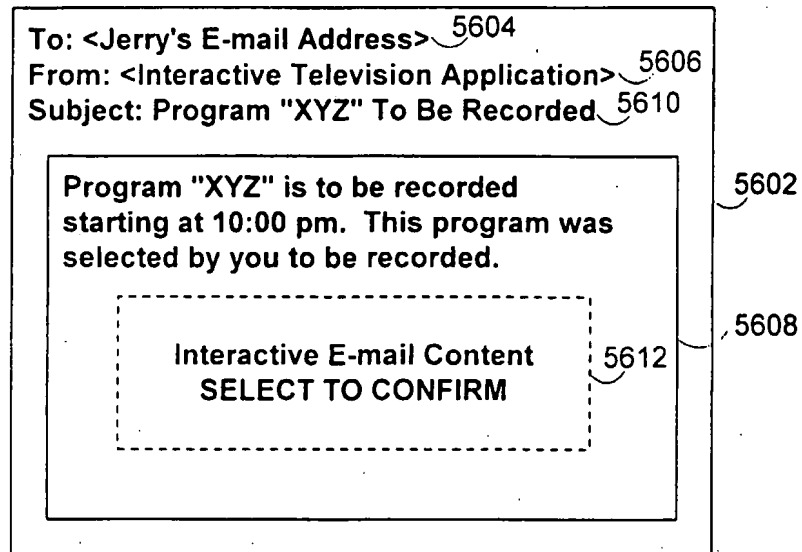 To: <Jerry's E-mail Address> 5604
From: <Interactive Television Application> 5606
Subject: Program "XYZ" To Be Recorded 5610
Program "XYZ" is to be recorded
starting at 10:00 pm. This program was
selected by you to be recorded.
5602
5608
Interactive E-mail Content
SELECT TO CONFIRM
5612